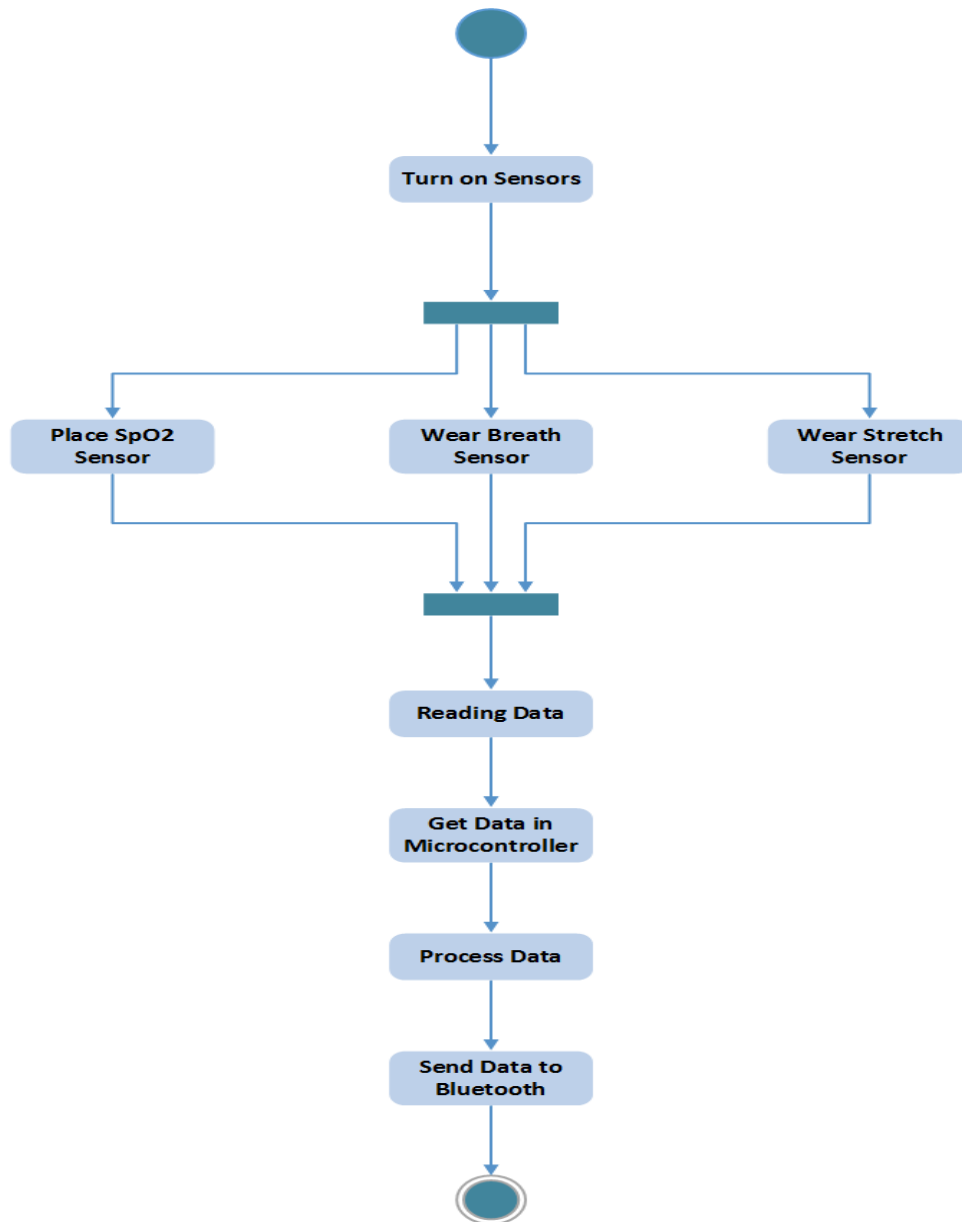 Turn on Sensors
Place SpO2
Sensor
Wear Breath
Sensor
Wear Stretch
Sensor
Reading Data
Get Data in
Microcontroller
Process Data
Send Data to
Bluetooth